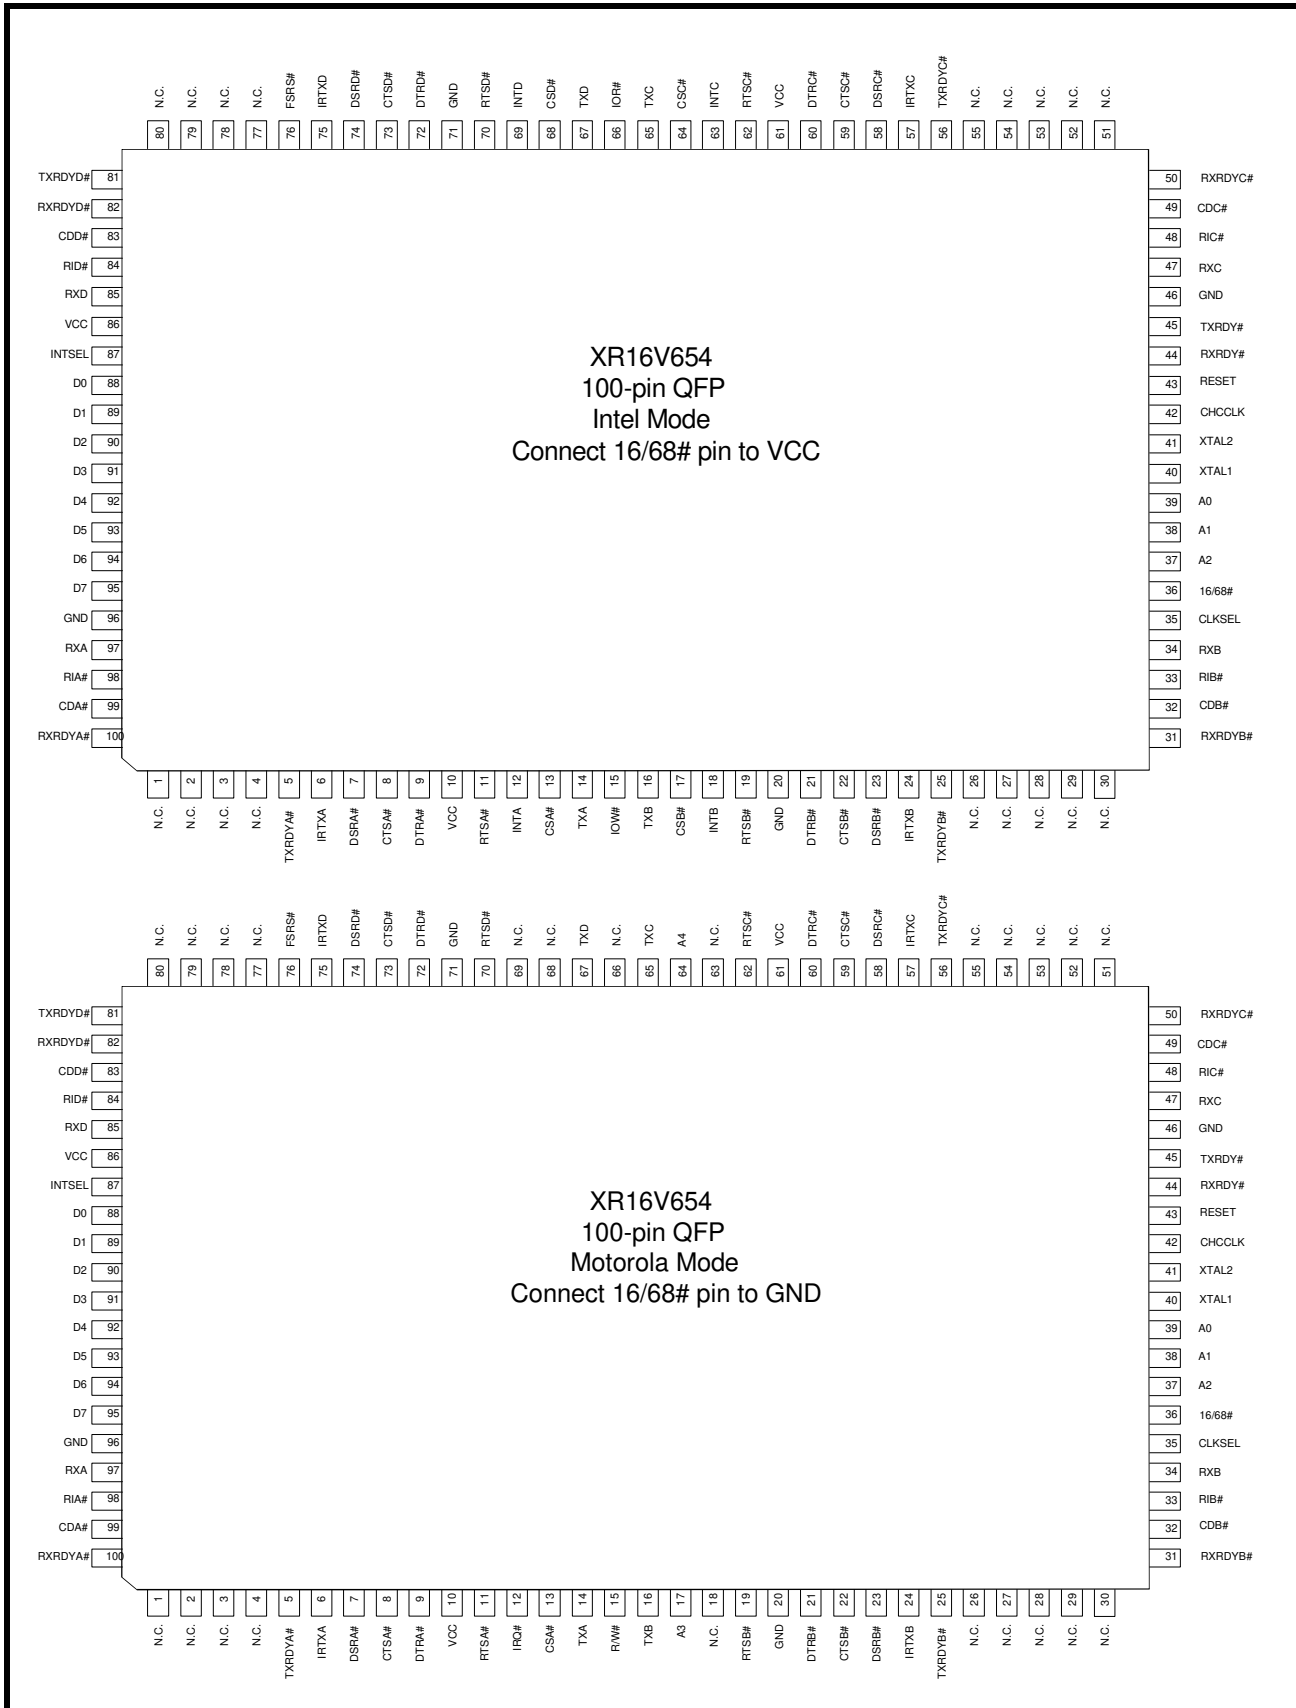 N.C. N.C. N.C. N.C. FSRS# IRTXD DSRD# CTSD# DTRD# GND RTSD# INTD CSD# TXD IOR# TXC CSC# INTC RTSC# VCC DTRC# CTSC# DSRC# IRTXC TXRDYC# N.C. N.C. N.C. N.C. N.C.
80 79 78 77 76 75 74 73 72 71 70 69 68 67 66 65 64 63 62 61 60 59 58 57 56 55 54 53 52 51
TXRDYD# 81 50 RXRDYC#
RXRDYD# 82 49 CDC#
CDD# 83 48 RIC#
RID# 84 47 RXC
RXD 85 46 GND
VCC 86 45 TXRDY#
INTSEL 87 44 RXRDY#
D0 88 43 RESET
D1 89 42 CHCCLK
D2 90 41 XTAL2
D3 91 40 XTAL1
D4 92 39 A0
D5 93 38 A1
D6 94 37 A2
D7 95 36 16/68#
GND 96 35 CLKSEL
RXA 97 34 RXB
RIA# 98 33 RIB#
CDA# 99 32 CDB#
RXRDYA# 100 31 RXRDYB#
XR16V654
100-pin QFP
Intel Mode
Connect 16/68# pin to VCC
1 2 3 4 5 6 7 8 9 10 11 12 13 14 15 16 17 18 19 20 21 22 23 24 25 26 27 28 29 30
N.C. N.C. N.C. N.C. TXRDYA# IRTXA DSRA# CTSA# DTRA# VCC RTSA# INTA CSA# TXA IOW# TXB CSB# INTB RTSB# GND DTRB# CTSB# DSRB# IRTXB TXRDYB# N.C. N.C. N.C. N.C. N.C.
N.C. N.C. N.C. N.C. FSRS# IRTXD DSRD# CTSD# DTRD# GND RTSD# N.C. N.C. TXD N.C. TXC A4 N.C. RTSC# VCC DTRC# CTSC# DSRC# IRTXC TXRDYC# N.C. N.C. N.C. N.C. N.C.
80 79 78 77 76 75 74 73 72 71 70 69 68 67 66 65 64 63 62 61 60 59 58 57 56 55 54 53 52 51
TXRDYD# 81 50 RXRDYC#
RXRDYD# 82 49 CDC#
CDD# 83 48 RIC#
RID# 84 47 RXC
RXD 85 46 GND
VCC 86 45 TXRDY#
INTSEL 87 44 RXRDY#
D0 88 43 RESET
D1 89 42 CHCCLK
D2 90 41 XTAL2
D3 91 40 XTAL1
D4 92 39 A0
D5 93 38 A1
D6 94 37 A2
D7 95 36 16/68#
GND 96 35 CLKSEL
RXA 97 34 RXB
RIA# 98 33 RIB#
CDA# 99 32 CDB#
RXRDYA# 100 31 RXRDYB#
XR16V654
100-pin QFP
Motorola Mode
Connect 16/68# pin to GND
1 2 3 4 5 6 7 8 9 10 11 12 13 14 15 16 17 18 19 20 21 22 23 24 25 26 27 28 29 30
N.C. N.C. N.C. N.C. TXRDYA# IRTXA DSRA# CTSA# DTRA# VCC RTSA# IRQ# CSA# TXA R/W# TXB A3 N.C. RTSB# GND DTRB# CTSB# DSRB# IRTXB TXRDYB# N.C. N.C. N.C. N.C. N.C.